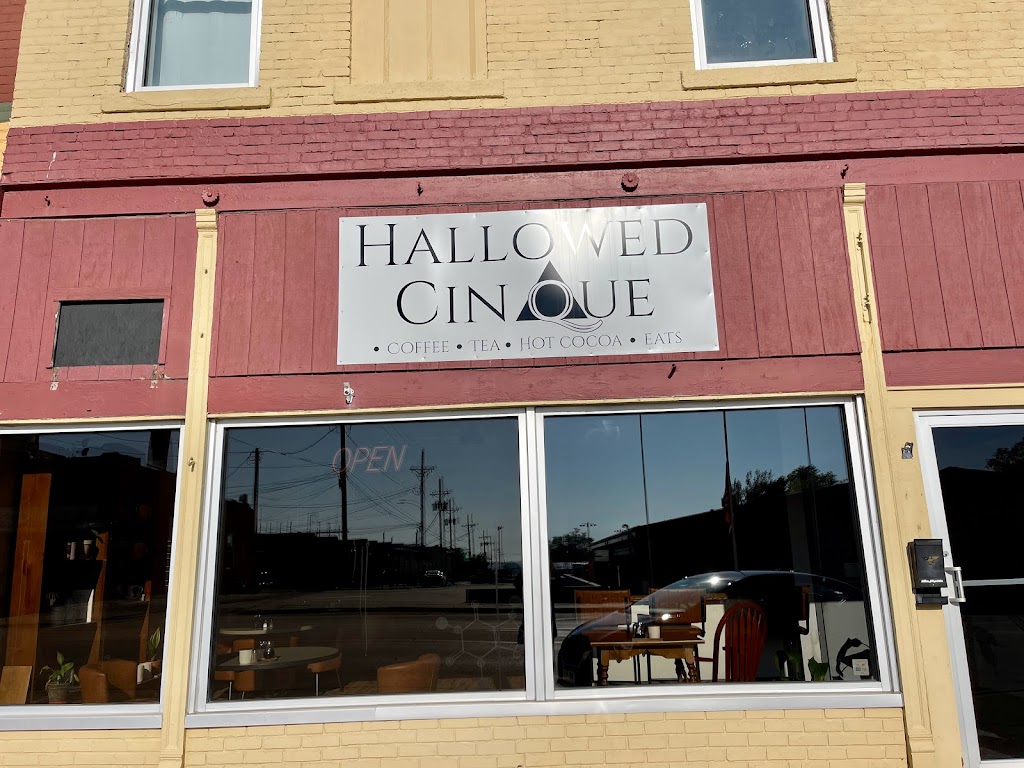 HALLOWED
CINQUE
• COFFEE • TEA • HOT COCOA • EATS
OPEN